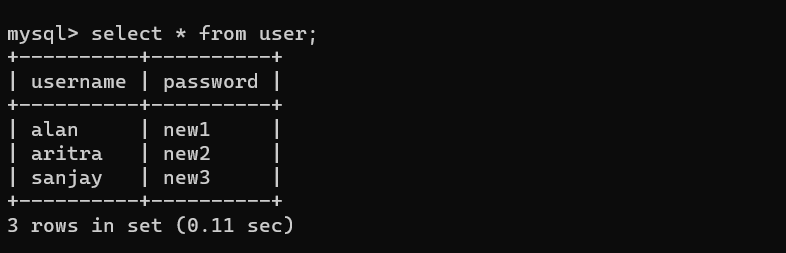 mysql> select * from user;
+----------+----------+
| username | password |
+----------+----------+
| alan     | new1     |
| aritra   | new2     |
| sanjay   | new3     |
+----------+----------+
3 rows in set (0.11 sec)